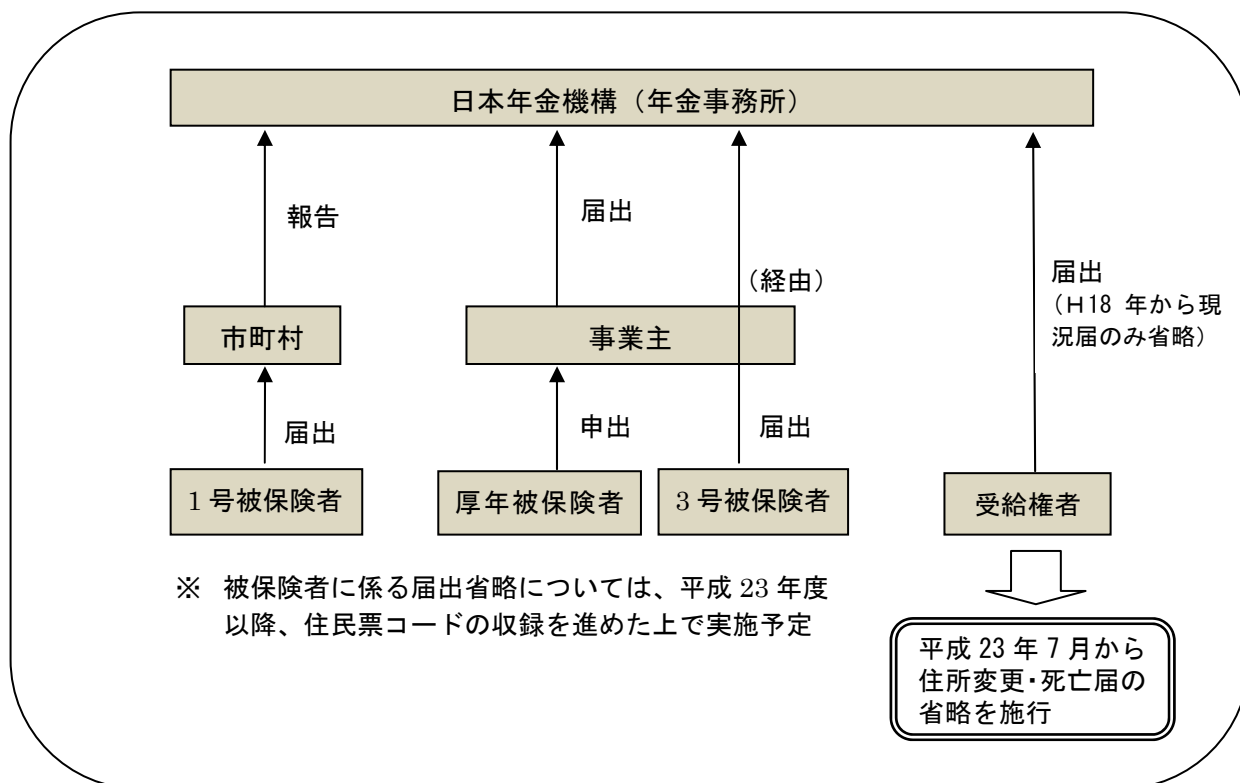 日本年金機構（年金事務所）
報告
届出
（経由）
届出
（H18 年から現
況届のみ省略）
市町村
事業主
届出
申出
届出
1 号被保険者
厚年被保険者
3 号被保険者
受給権者
※ 被保険者に係る届出省略については、平成 23 年度
以降、住民票コードの収録を進めた上で実施予定
平成 23 年 7 月から
住所変更・死亡届の
省略を施行